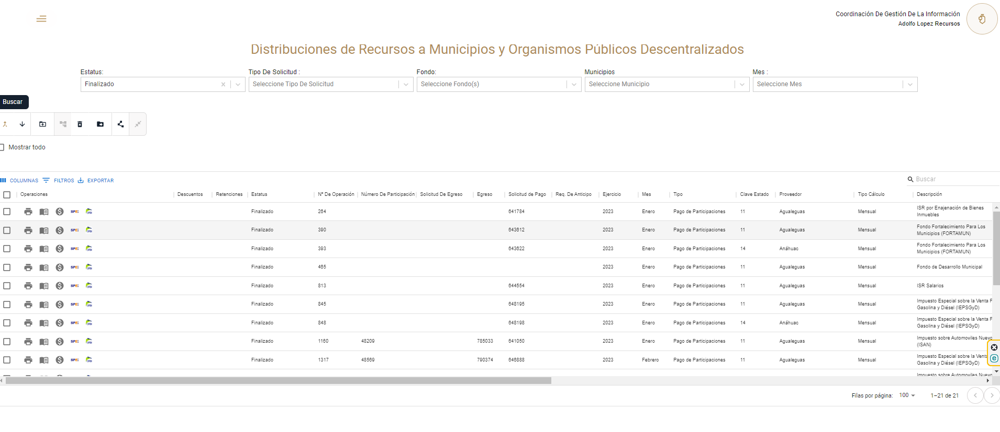 Coordinación De Gestión De La Información
Adolfo Lopez Recursos
Distribuciones de Recursos a Municipios y Organismos Públicos Descentralizados
Estatus: Tipo De Solicitud : Fondo: Municipios Mes :
Finalizado Seleccione Tipo De Solicitud Seleccione Fondo(s) Seleccione Municipio Seleccione Mes
Buscar
Mostrar todo
COLUMNAS FILTROS EXPORTAR Buscar
Operaciones Descuentos Retenciones Estatus Nº De Operación Número De Participación Solicitud De Egreso Egreso Solicitud de Pago Req. De Anticipo Ejercicio Mes Tipo Clave Estado Proveedor Tipo Cálculo Descripción
Finalizado 264 641784 2023 Enero Pago de Participaciones 11 Agualeguas Mensual ISR por Enajenación de Bienes
Inmuebles
Finalizado 390 643612 2023 Enero Pago de Participaciones 11 Agualeguas Mensual Fondo Fortalecimiento Para Los
Municipios (FORTAMUN)
Finalizado 393 643622 2023 Enero Pago de Participaciones 14 Anáhuac Mensual Fondo Fortalecimiento Para Los
Municipios (FORTAMUN)
Finalizado 465 2023 Enero Pago de Participaciones 11 Agualeguas Mensual Fondo de Desarrollo Municipal
Finalizado 813 644554 2023 Enero Pago de Participaciones 11 Agualeguas Mensual ISR Salarios
Finalizado 845 648195 2023 Enero Pago de Participaciones 11 Agualeguas Mensual Impuesto Especial sobre la Venta F
Gasolina y Diésel (IEPSGyD)
Finalizado 848 648198 2023 Enero Pago de Participaciones 14 Anáhuac Mensual Impuesto Especial sobre la Venta F
Gasolina y Diésel (IEPSGyD)
Finalizado 1160 48209 785033 641050 2023 Enero Pago de Participaciones 11 Agualeguas Mensual Impuesto sobre Automoviles Nuevo
(ISAN)
Finalizado 1317 48569 790374 646888 2023 Febrero Pago de Participaciones 11 Agualeguas Mensual Impuesto Especial sobre la Venta
Gasolina y Diésel (IEPSGyD)
Impuesto sobre Automoviles Nuevo
Filas por página: 100 1–21 de 21